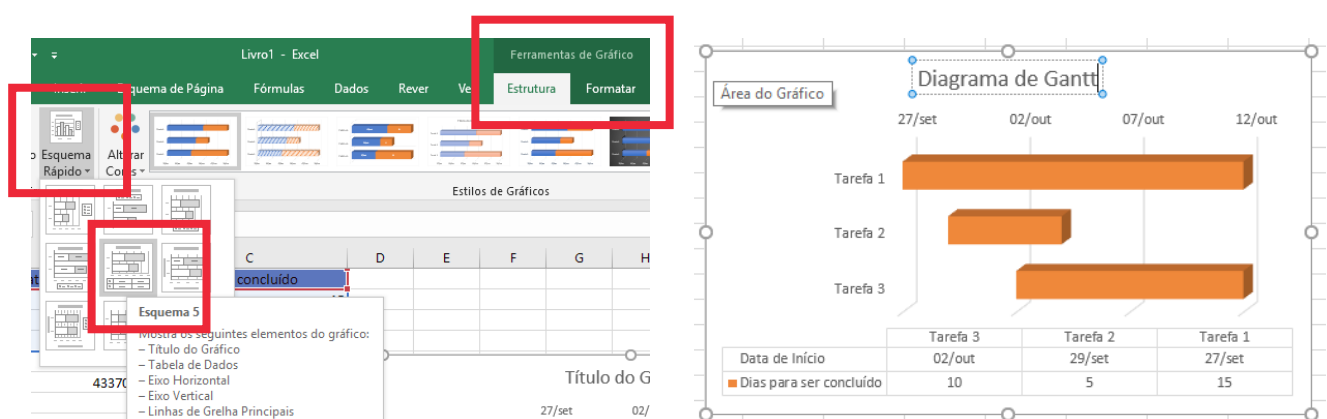 Livro1 - Excel
Ferramentas de Gráfico
Inserir Esquema de Página Fórmulas Dados Rever Ver Estrutura Formatar
Esquema Rápido
Alterar Cores
Estilos de Gráficos
C D E F G H
concluído
Esquema 5
Mostra os seguintes elementos do gráfico:
– Título do Gráfico
– Tabela de Dados
– Eixo Horizontal
– Eixo Vertical
– Linhas de Grelha Principais
43370
Título do G
27/set 02/
Diagrama de Gantt
Área do Gráfico
27/set 02/out 07/out 12/out
Tarefa 1
Tarefa 2
Tarefa 3
Tarefa 3 Tarefa 2 Tarefa 1
Data de Início 02/out 29/set 27/set
Dias para ser concluído 10 5 15